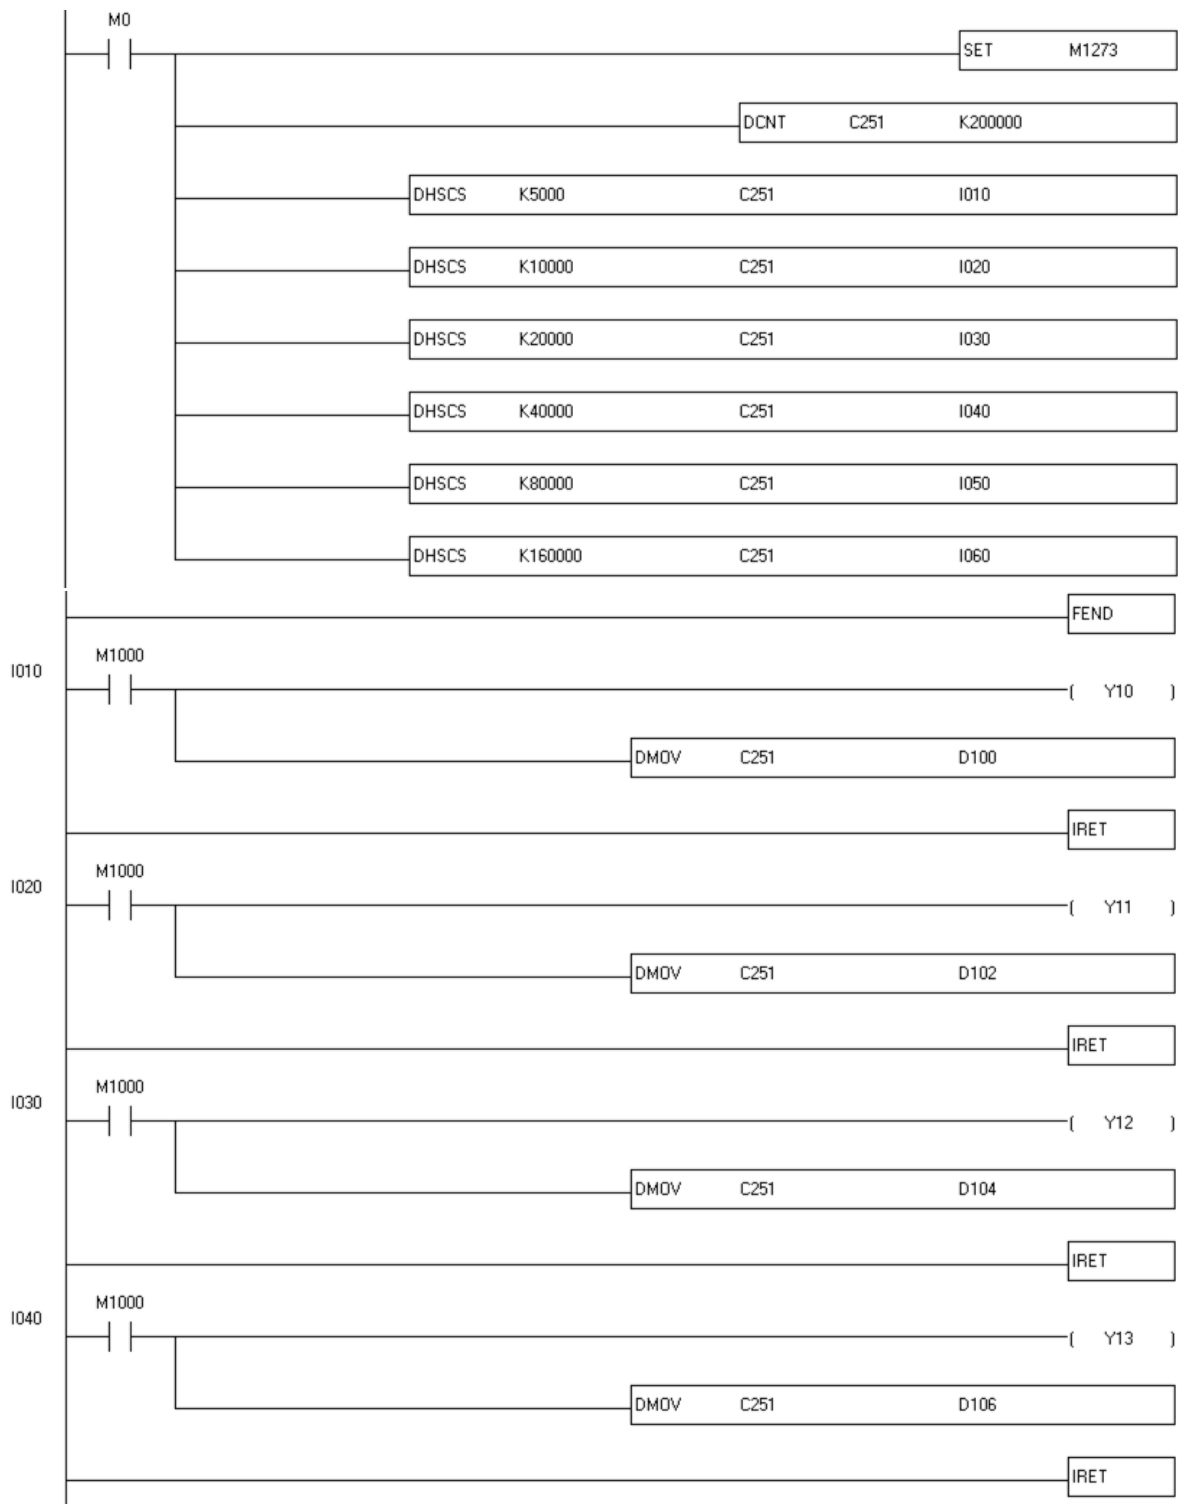 M0
SET M1273
DCNT C251 K200000
DHSCS K5000 C251 I010
DHSCS K10000 C251 I020
DHSCS K20000 C251 I030
DHSCS K40000 C251 I040
DHSCS K80000 C251 I050
DHSCS K160000 C251 I060
FEND
M1000
I010
( Y10 )
DMOV C251 D100
IRET
M1000
I020
( Y11 )
DMOV C251 D102
IRET
M1000
I030
( Y12 )
DMOV C251 D104
IRET
M1000
I040
( Y13 )
DMOV C251 D106
IRET